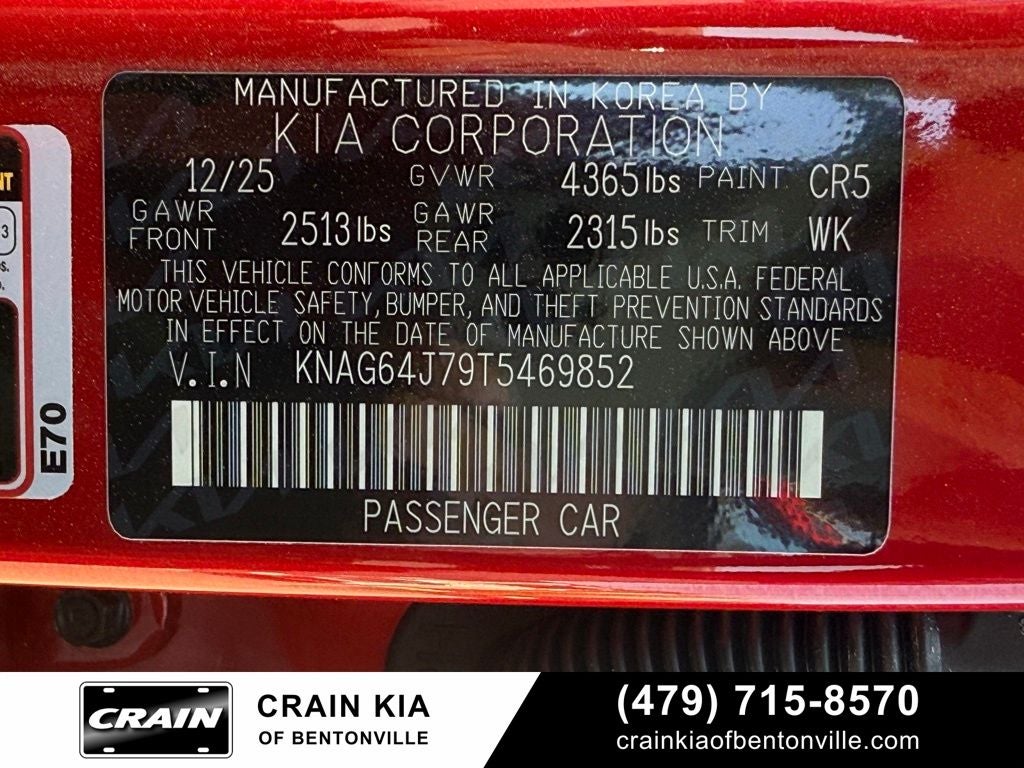 MANUFACTURED IN KOREA BY
KIA CORPORATION
12/25 GVWR 4365 lbs PAINT CR5
GAWR FRONT 2513 lbs GAWR REAR 2315 lbs TRIM WK
THIS VEHICLE CONFORMS TO ALL APPLICABLE U.S.A. FEDERAL
MOTOR VEHICLE SAFETY, BUMPER, AND THEFT PREVENTION STANDARDS
IN EFFECT ON THE DATE OF MANUFACTURE SHOWN ABOVE
V.I.N KNAG64J79T5469852
PASSENGER CAR
NT
3
E70
CRAIN
CRAIN KIA
OF BENTONVILLE
(479) 715-8570
crainkiaofbentonville.com